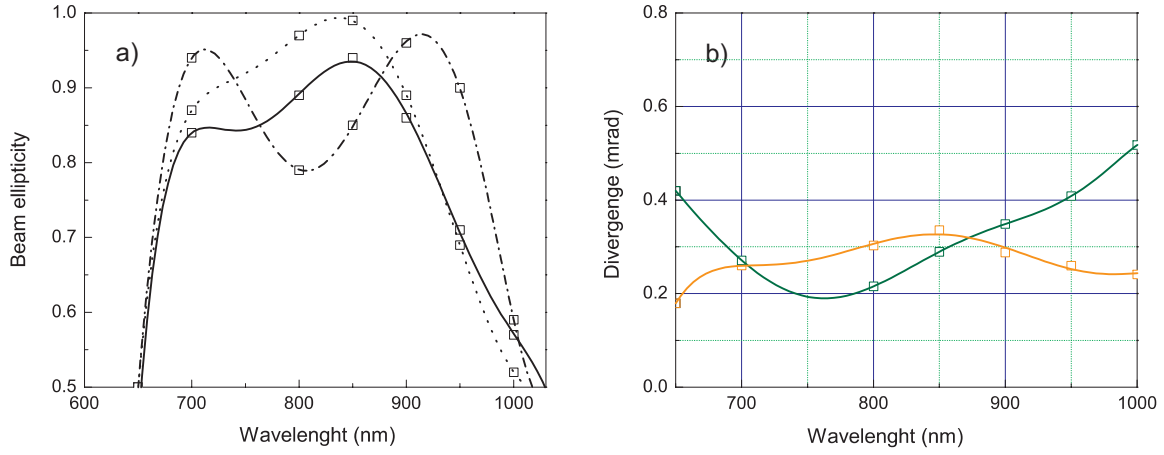 a)
1.0
0.9
0.8
0.7
0.6
0.5
600 700 800 900 1000
Beam ellipticity
Wavelenght (nm)
b)
0.8
0.6
0.4
0.2
0.0
700 800 900 1000
Divergenge (mrad)
Wavelenght (nm)